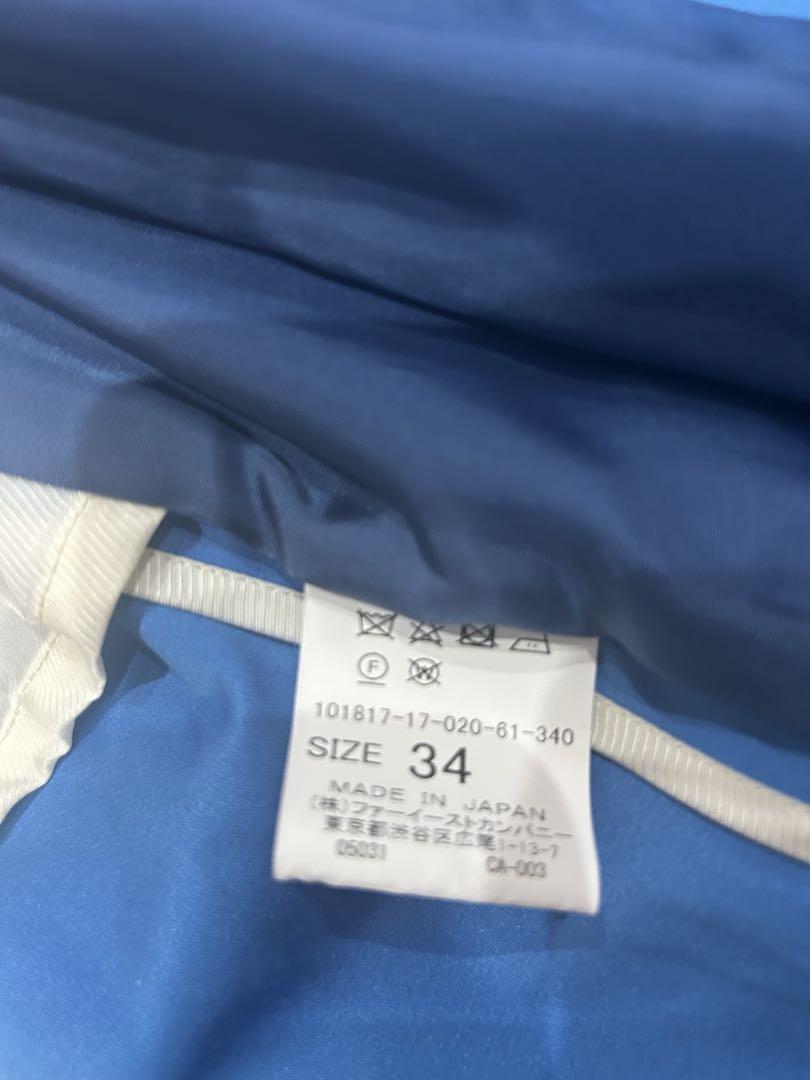 F
W
101817-17-020-61-340
SIZE 34
MADE IN JAPAN
(株)ファーイーストカンパニー
東京都渋谷区広尾1-13-7
05031 CA-003